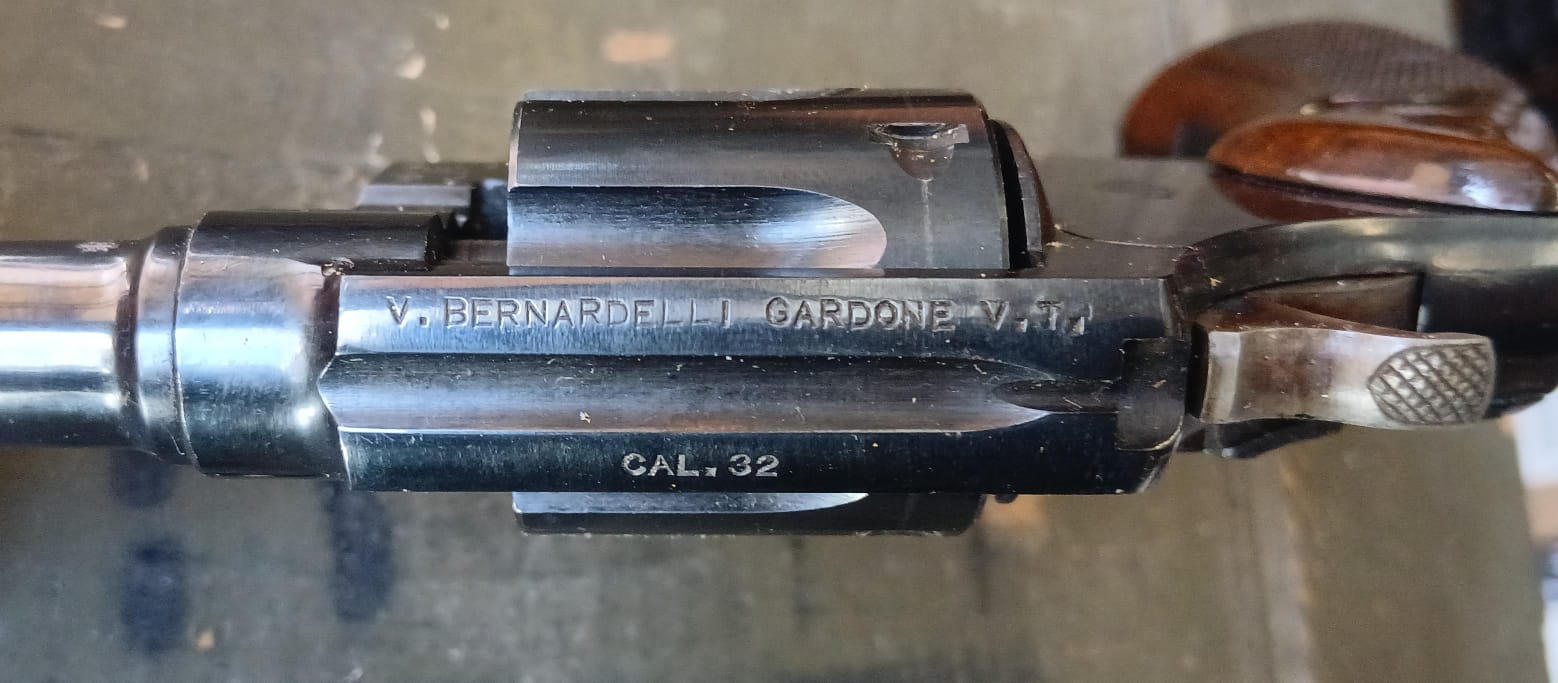 V. BERNARDELLI GARDONE V.T.
CAL. 32